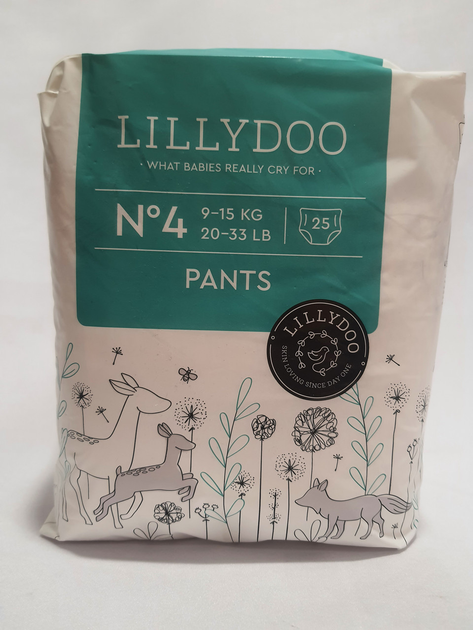 LILLYDOO
· WHAT BABIES REALLY CRY FOR ·
Nº4
9–15 KG
20–33 LB
25
PANTS
LILLYDOO
SKIN LOVING SINCE DAY ONE